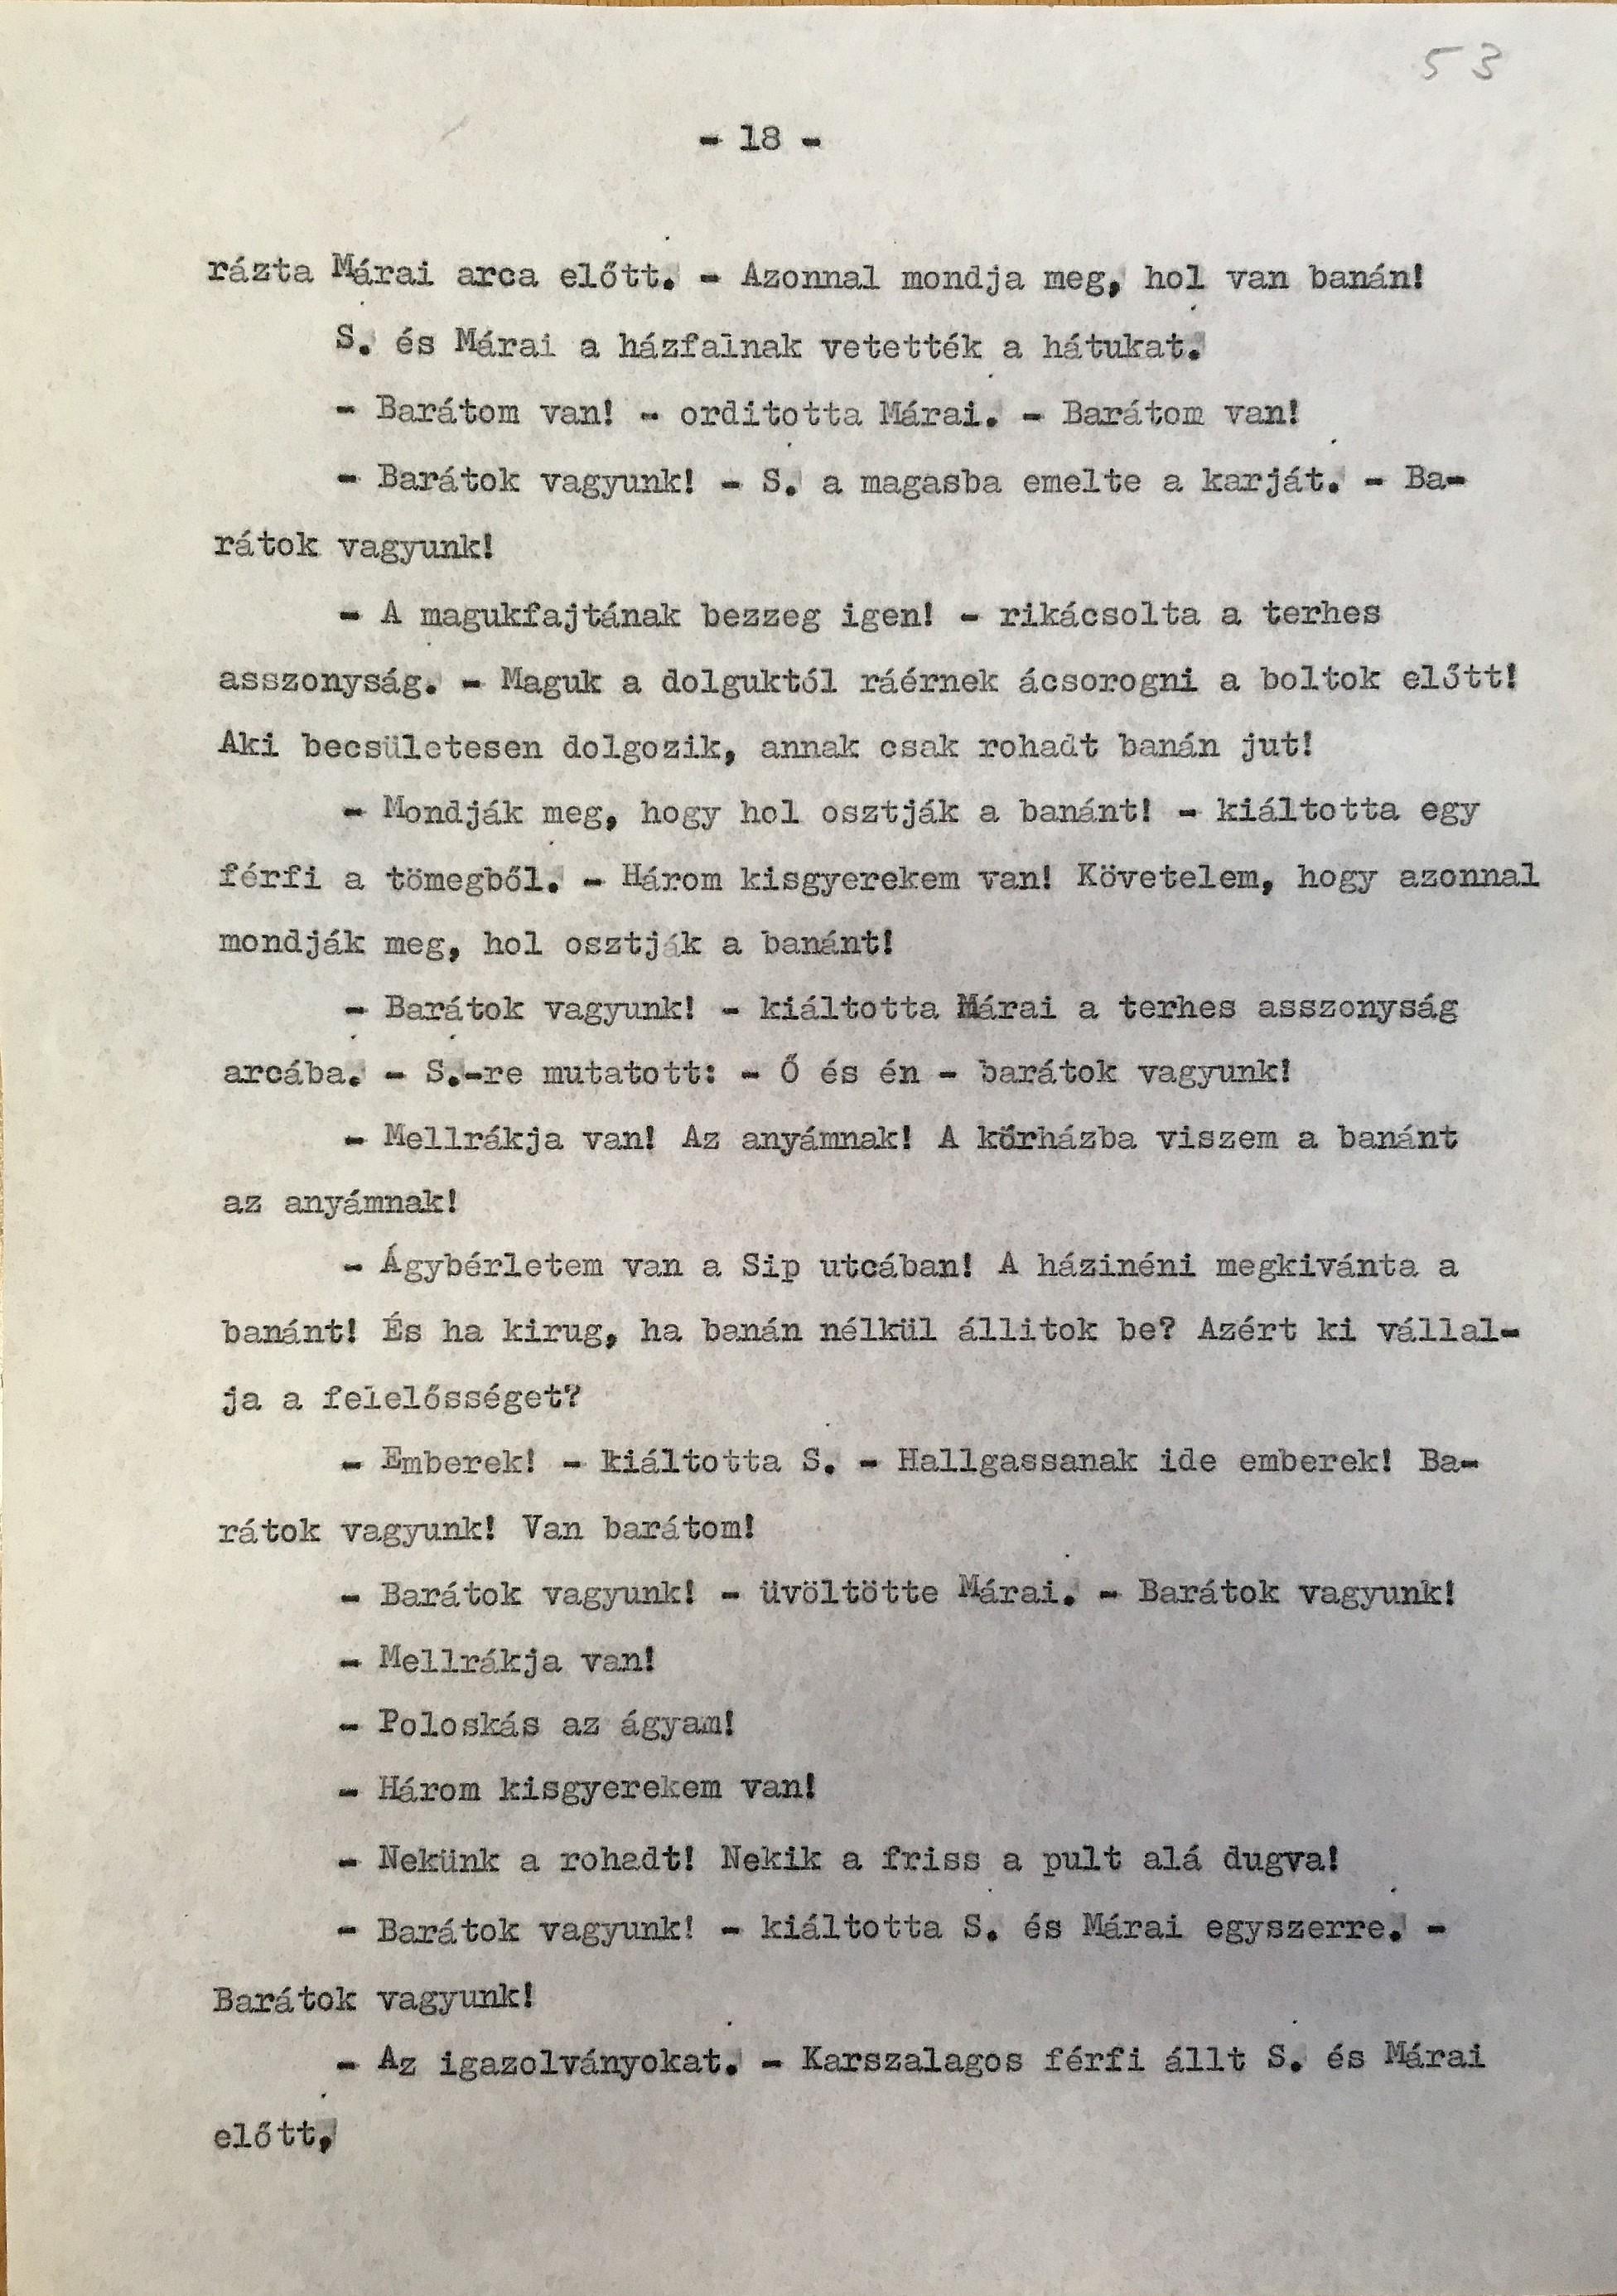 53
- 18 -
rázta Márai arca előtt. - Azonnal mondja meg, hol van banán!
S. és Márai a házfalnak vetették a hátukat.
- Barátom van! - orditotta Márai. - Barátom van!
- Barátok vagyunk! - S. a magasba emelte a karját. - Ba-
rátok vagyunk!
- A magukfajtának bezzeg igen! - rikácsolta a terhes
asszonyság. - Maguk a dolguktól ráérnek ácsorogni a boltok előtt!
Aki becsületesen dolgozik, annak csak rohadt banán jut!
- Mondják meg, hogy hol osztják a banánt! - kiáltotta egy
férfi a tömegből. - Három kisgyerekem van! Követelem, hogy azonnal
mondják meg, hol osztják a banánt!
- Barátok vagyunk! - kiáltotta Márai a terhes asszonyság
arcába. - S.-re mutatott: - Ő és én - barátok vagyunk!
- Mellrákja van! Az anyámnak! A kórházba viszem a banánt
az anyámnak!
- Ágybérletem van a Sip utcában! A házinéni megkivánta a
banánt! És ha kirug, ha banán nélkül állitok be? Azért ki vállal-
ja a felelősséget?
- Emberek! - kiáltotta S. - Hallgassanak ide emberek! Ba-
rátok vagyunk! Van barátom!
- Barátok vagyunk! - üvöltötte Márai. - Barátok vagyunk!
- Mellrákja van!
- Poloskás az ágyam!
- Három kisgyerekem van!
- Nekünk a rohadt! Nekik a friss a pult alá dugva!
- Barátok vagyunk! - kiáltotta S. és Márai egyszerre. -
Barátok vagyunk!
- Az igazolványokat. - Karszalagos férfi állt S. és Márai
előtt,